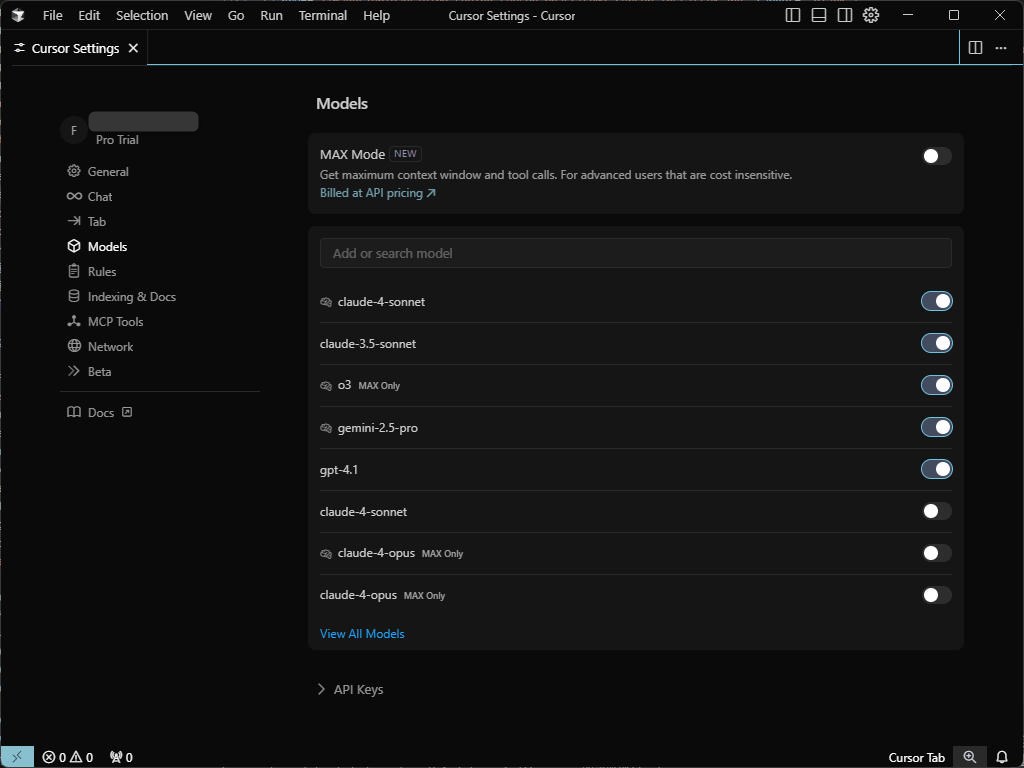 File Edit Selection View Go Run Terminal Help Cursor Settings - Cursor
Cursor Settings
F
Pro Trial
General
Chat
Tab
Models
Rules
Indexing & Docs
MCP Tools
Network
Beta
Docs
Models
MAX Mode NEW
Get maximum context window and tool calls. For advanced users that are cost insensitive.
Billed at API pricing
Add or search model
claude-4-sonnet
claude-3.5-sonnet
o3 MAX Only
gemini-2.5-pro
gpt-4.1
claude-4-sonnet
claude-4-opus MAX Only
claude-4-opus MAX Only
View All Models
API Keys
0 0 0 Cursor Tab